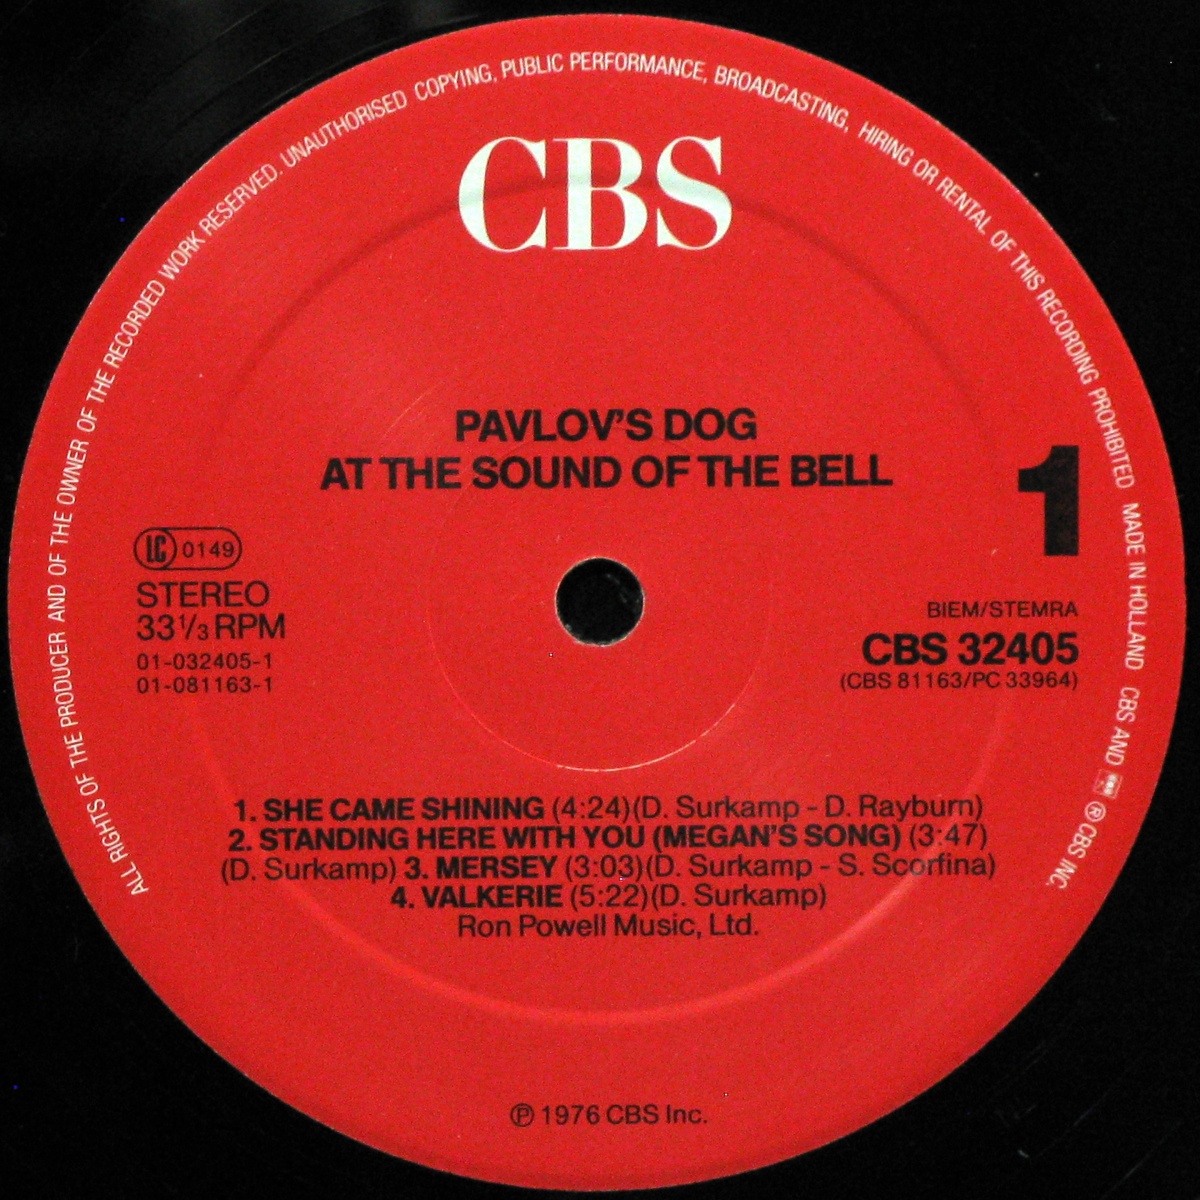 ALL RIGHTS OF THE PRODUCER AND OF THE OWNER OF THE RECORDED WORK RESERVED. UNAUTHORISED COPYING, PUBLIC PERFORMANCE, BROADCASTING, HIRING OR RENTAL OF THIS RECORDING PROHIBITED MADE IN HOLLAND CBS AND ® CBS INC.
CBS
PAVLOV'S DOG
AT THE SOUND OF THE BELL
1
LC 0149
STEREO
33 1/3 RPM
01-032405-1
01-081163-1
BIEM/STEMRA
CBS 32405
(CBS 81163/PC 33964)
1. SHE CAME SHINING (4:24)(D. Surkamp - D. Rayburn)
2. STANDING HERE WITH YOU (MEGAN'S SONG) (3:47)
(D. Surkamp) 3. MERSEY (3:03)(D. Surkamp - S. Scorfina)
4. VALKERIE (5:22)(D. Surkamp)
Ron Powell Music, Ltd.
℗ 1976 CBS Inc.